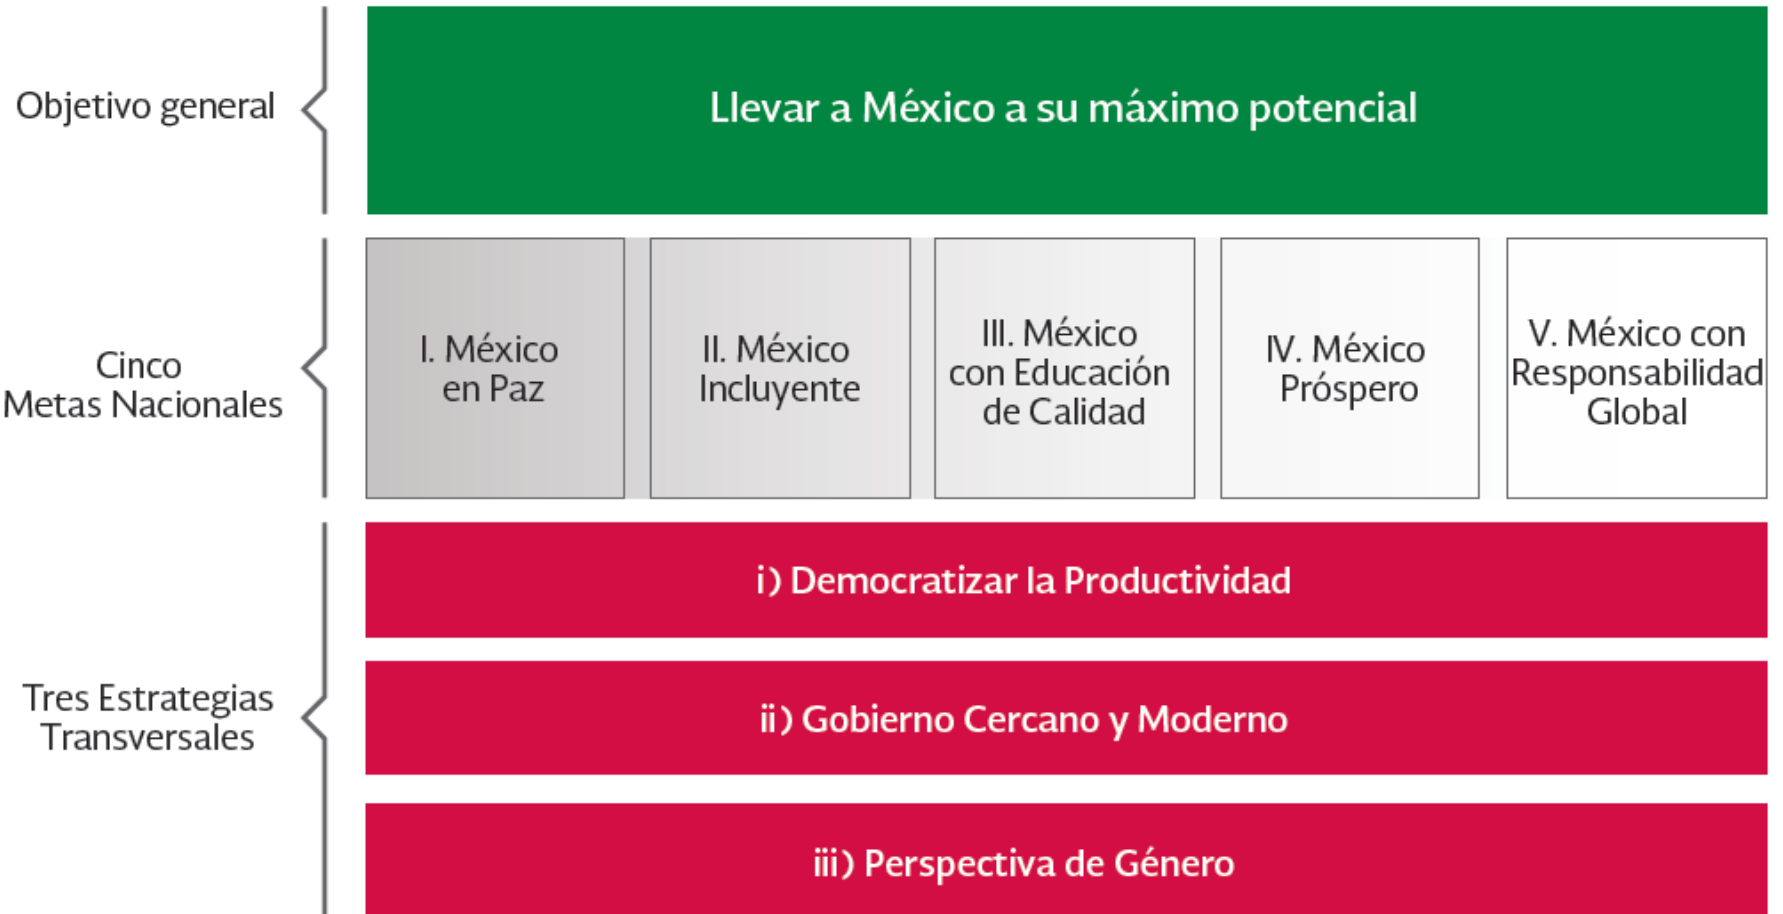 Objetivo general
Llevar a México a su máximo potencial
Cinco
Metas Nacionales
I. México
en Paz
II. México
Incluyente
III. México
con Educación
de Calidad
IV. México
Próspero
V. México con
Responsabilidad
Global
Tres Estrategias
Transversales
i) Democratizar la Productividad
ii) Gobierno Cercano y Moderno
iii) Perspectiva de Género